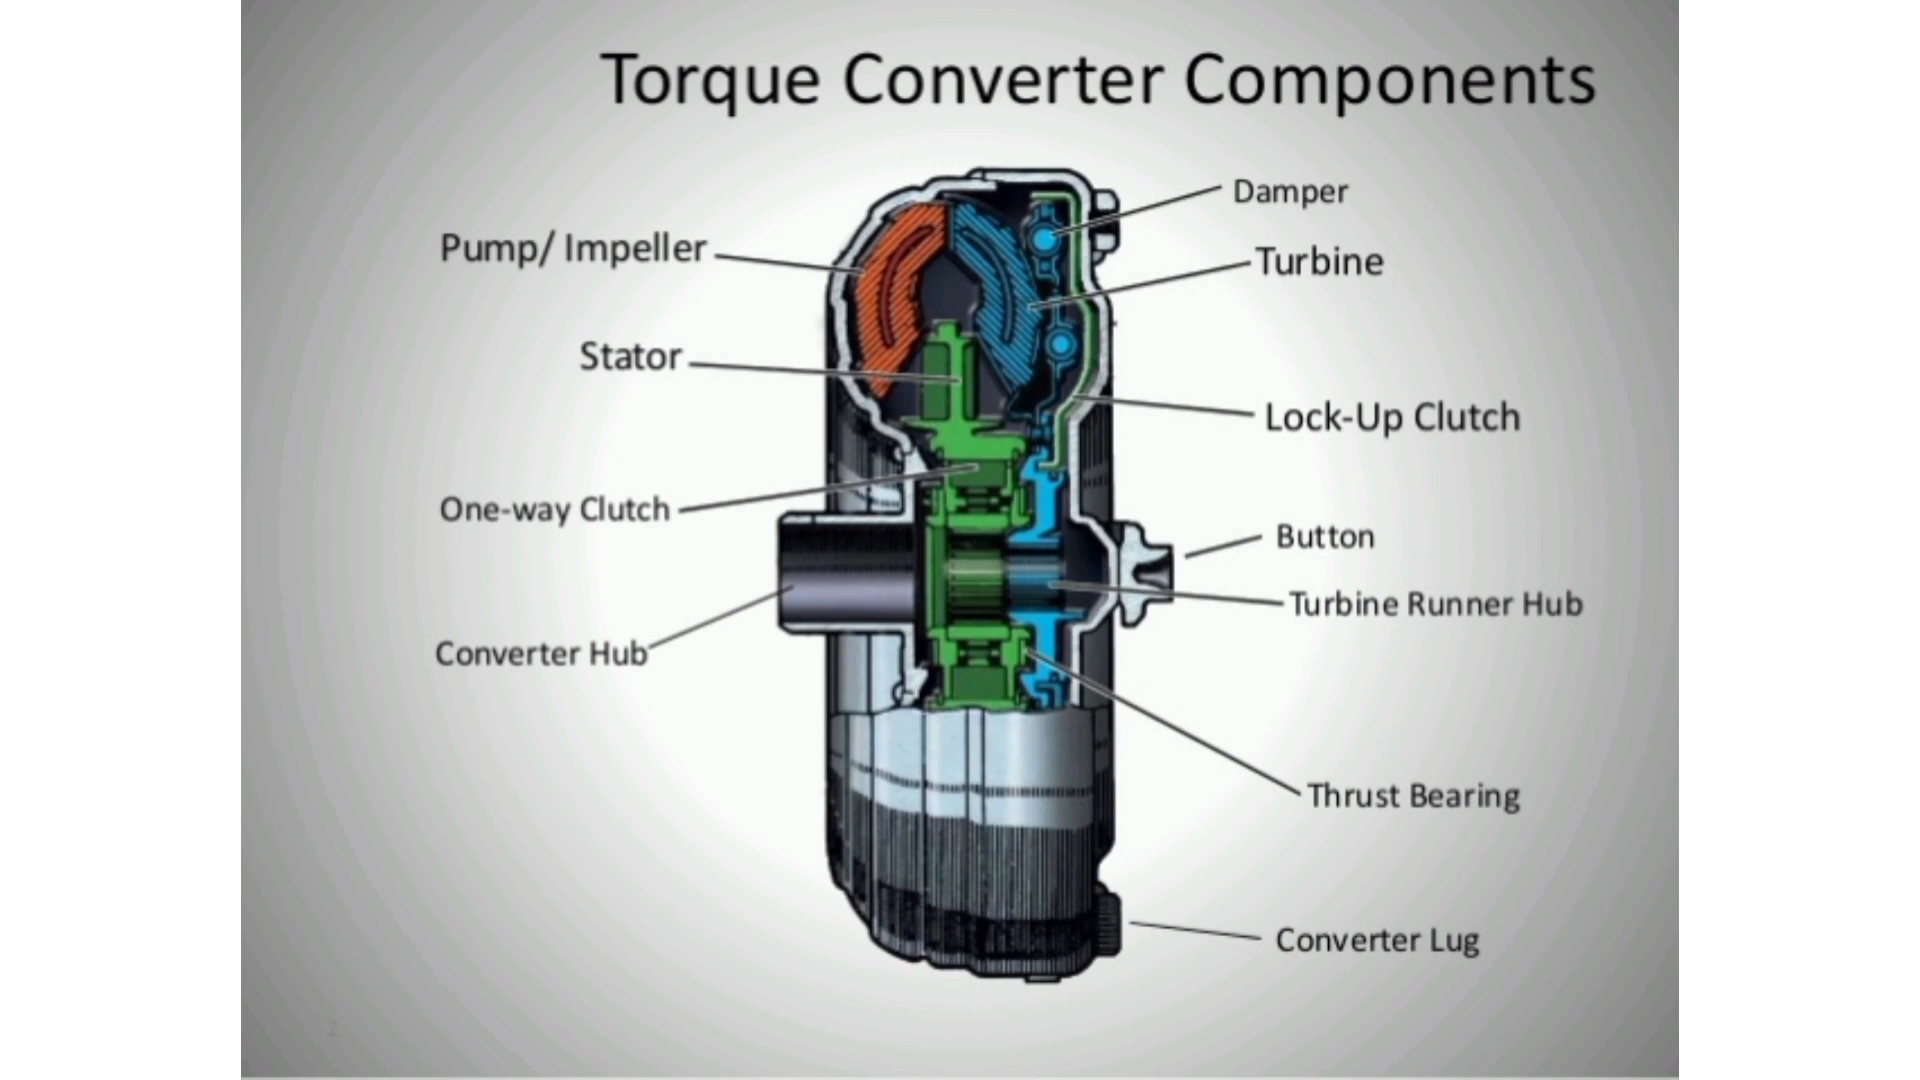 Torque Converter Components
Damper
Pump/ Impeller
Turbine
Stator
Lock-Up Clutch
One-way Clutch
Button
Turbine Runner Hub
Converter Hub
Thrust Bearing
Converter Lug
2